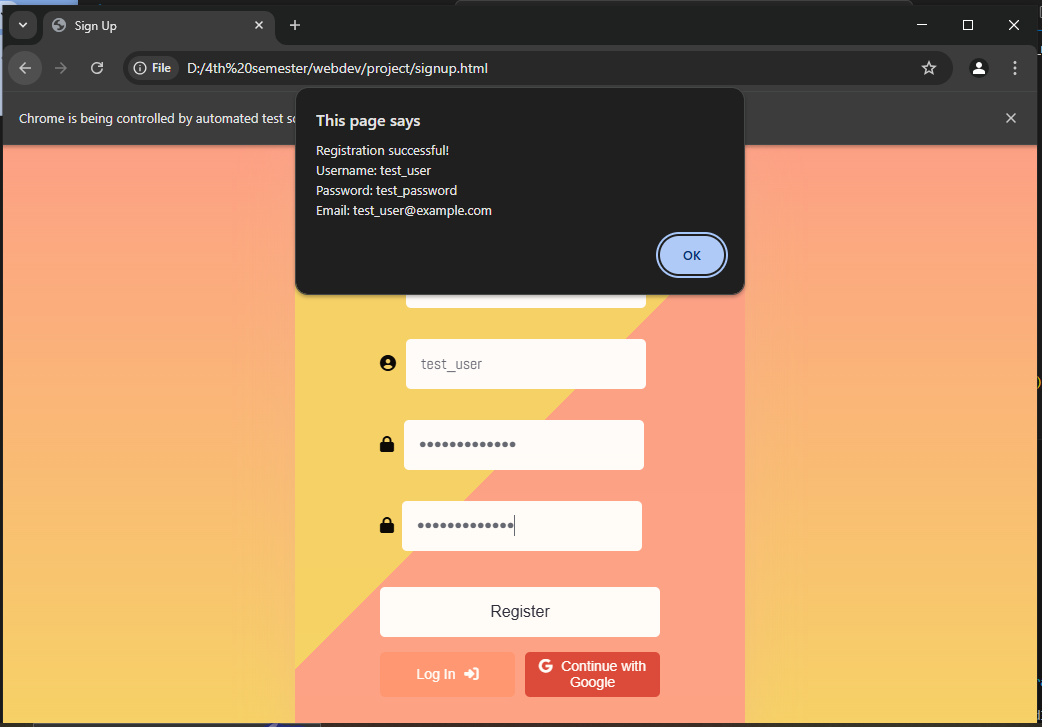 Sign Up
File
D:/4th%20semester/webdev/project/signup.html
Chrome is being controlled by automated test
This page says
Registration successful!
Username: test_user
Password: test_password
Email: test_user@example.com
OK
test_user
•••••••••••••
•••••••••••••
Register
Log In
Continue with
Google